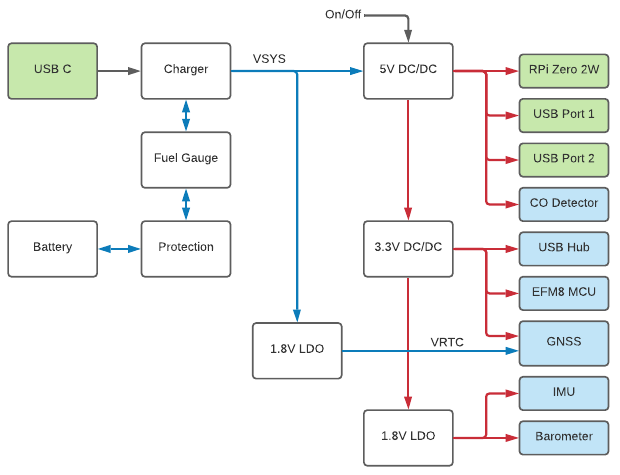 On/Off
USB C
Charger
VSYS
5V DC/DC
RPi Zero 2W
USB Port 1
Fuel Gauge
USB Port 2
CO Detector
Battery
Protection
3.3V DC/DC
USB Hub
EFM8 MCU
1.8V LDO
VRTC
GNSS
IMU
1.8V LDO
Barometer